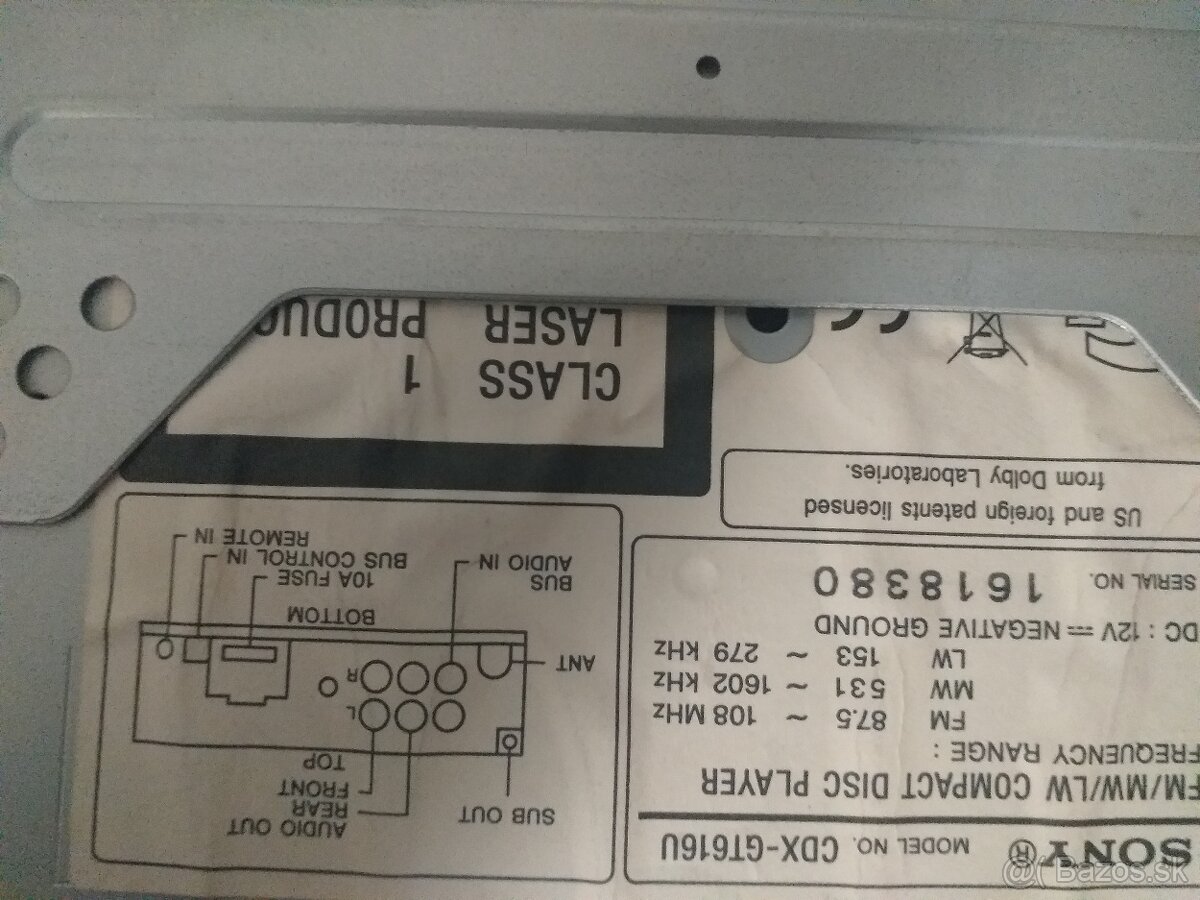 SONY® MODEL NO. CDX-GT616U
FM/MW/LW COMPACT DISC PLAYER
FREQUENCY RANGE :
FM 87.5 ~ 108 MHz
MW 531 ~ 1602 kHz
LW 153 ~ 279 kHz
DC : 12V ⎓ NEGATIVE GROUND
SERIAL NO. 1618380
US and foreign patents licensed
from Dolby Laboratories.
SUB OUT
AUDIO OUT
REAR
FRONT
TOP
L
R
ANT
BOTTOM
BUS
AUDIO IN
10A FUSE
BUS CONTROL IN
REMOTE IN
CLASS 1
LASER PRODUC
CE
@( Bazos.sk